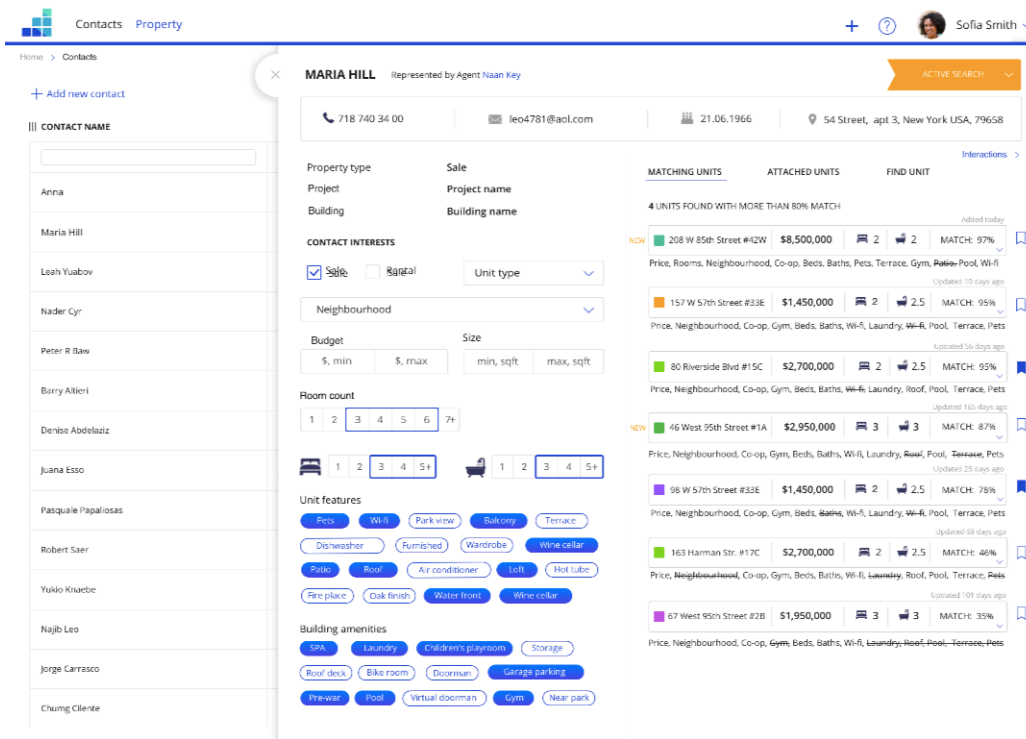 Contacts Property
Sofia Smith
Home > Contacts
+ Add new contact
CONTACT NAME
Anna
Maria Hill
Leah Yuabov
Nader Cyr
Peter R Baw
Barry Altieri
Denise Abdelaziz
Juana Esso
Pasquale Papaliosas
Robert Saer
Yukio Knaebe
Najib Leo
Jorge Carrasco
Chumg Cilente
MARIA HILL Represented by Agent Naan Key
ACTIVE SEARCH
718 740 34 00
leo4781@aol.com
21.06.1966
54 Street, apt 3, New York USA, 79658
Property type Sale
Project Project name
Building Building name
CONTACT INTERESTS
Sale Rental Unit type
Neighbourhood
Budget Size
$, min $, max min, sqft max, sqft
Room count
1 2 3 4 5 6 7+
1 2 3 4 5+ 1 2 3 4 5+
Unit features
Pets Wi-fi Park view Balcony Terrace
Dishwasher Furnished Wardrobe Wine cellar
Patio Roof Air conditioner Loft Hot tube
Fire place Oak finish Water front Wine cellar
Building amenities
SPA Laundry Children's playroom Storage
Roof deck Bike room Doorman Garage parking
Pre-war Pool Virtual doorman Gym Near park
Interactions >
MATCHING UNITS ATTACHED UNITS FIND UNIT
4 UNITS FOUND WITH MORE THAN 80% MATCH
Added today
NEW 208 W 85th Street #42W $8,500,000 2 2 MATCH: 97%
Price, Rooms, Neighbourhood, Co-op, Beds, Baths, Pets, Terrace, Gym, Patio, Pool, Wi-fi
Updated 10 days ago
157 W 57th Street #33E $1,450,000 2 2.5 MATCH: 95%
Price, Neighbourhood, Co-op, Gym, Beds, Baths, Wi-fi, Laundry, Wi-fi, Pool, Terrace, Pets
Updated 56 days ago
80 Riverside Blvd #15C $2,700,000 2 2.5 MATCH: 95%
Price, Neighbourhood, Co-op, Gym, Beds, Baths, Wi-fi, Laundry, Roof, Pool, Terrace, Pets
Updated 165 days ago
NEW 46 West 95th Street #1A $2,950,000 3 3 MATCH: 87%
Price, Neighbourhood, Co-op, Gym, Beds, Baths, Wi-fi, Laundry, Roof, Pool, Terrace, Pets
Updated 25 days ago
98 W 57th Street #33E $1,450,000 2 2.5 MATCH: 78%
Price, Neighbourhood, Co-op, Gym, Beds, Baths, Wi-fi, Laundry, Wi-fi, Pool, Terrace, Pets
Updated 69 days ago
163 Harman Str. #17C $2,700,000 2 2.5 MATCH: 46%
Price, Neighbourhood, Co-op, Gym, Beds, Baths, Wi-fi, Laundry, Roof, Pool, Terrace, Pets
Updated 101 days ago
67 West 95th Street #2B $1,950,000 3 3 MATCH: 35%
Price, Neighbourhood, Co-op, Gym, Beds, Baths, Wi-fi, Laundry, Roof, Pool, Terrace, Pets